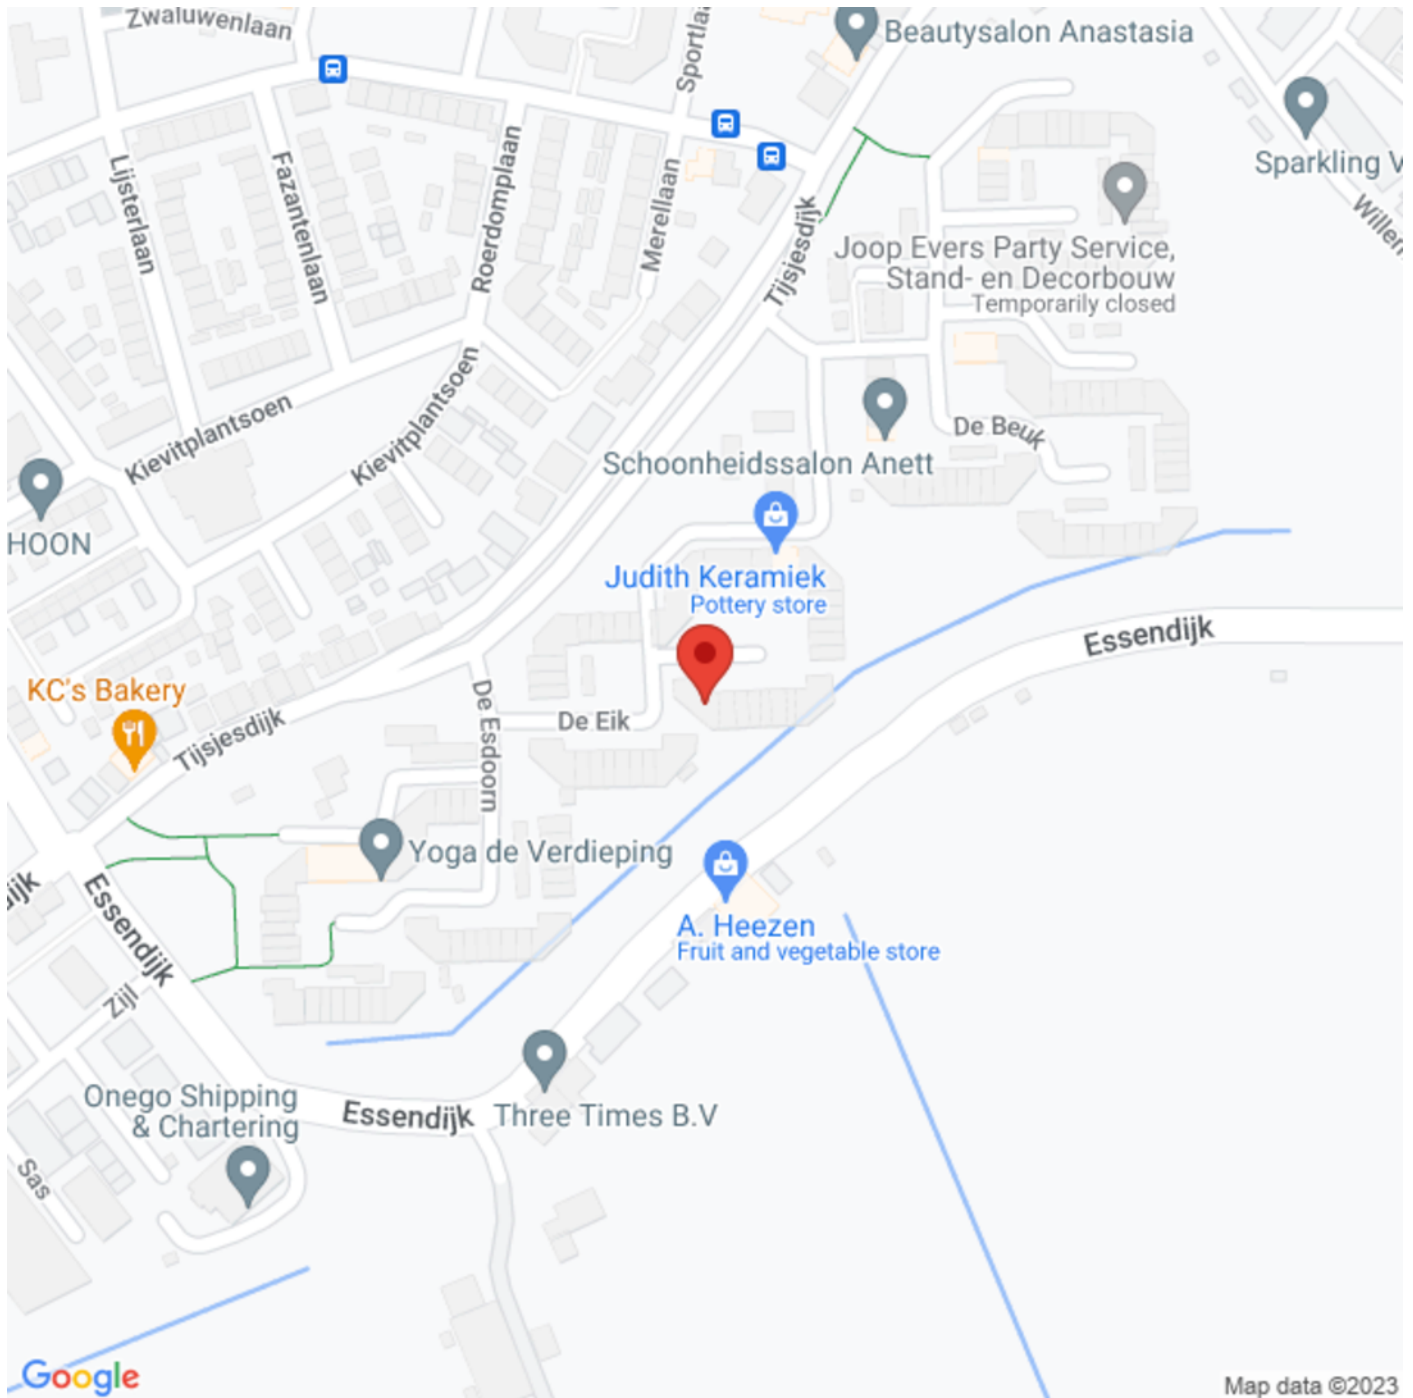 Zwaluwenlaan
Sportla
Beautysalon Anastasia
Lijsterlaan
Fazantenlaan
Roerdomplaan
Merellaan
Tijsjesdijk
Sparkling V
Willem
Joop Evers Party Service,
Stand- en Decorbouw
Temporarily closed
Kievitplantsoen
Kievitplantsoen
De Beuk
Schoonheidssalon Anett
HOON
Judith Keramiek
Pottery store
Essendijk
KC's Bakery
Tijsjesdijk
De Esdoorn
De Eik
Yoga de Verdieping
ijk
Essendijk
A. Heezen
Fruit and vegetable store
Zijl
Onego Shipping
& Chartering
Essendijk
Three Times B.V
Sas
Google
Map data ©2023